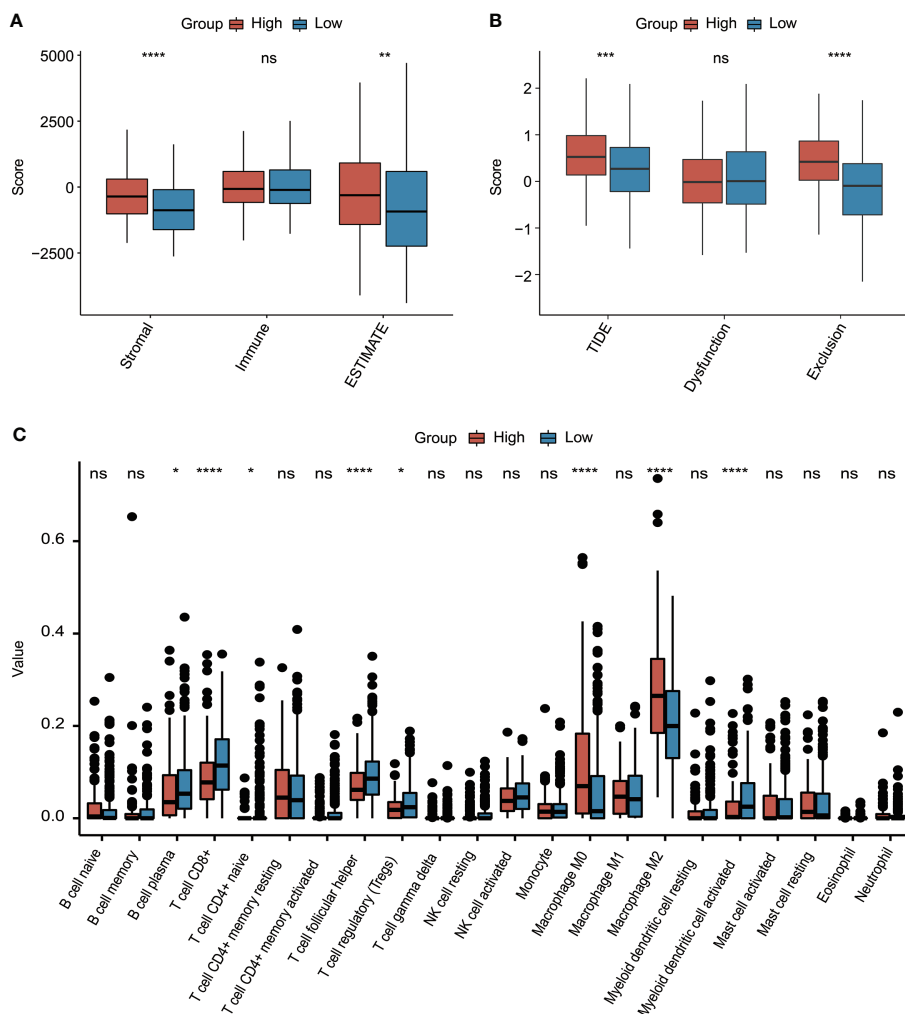 A
Group High Low
**** ns **
Score
5000
2500
0
−2500
Stromal
Immune
ESTIMATE
B
Group High Low
*** ns ****
Score
2
1
0
−1
−2
TIDE
Dysfunction
Exclusion
C
Group High Low
ns ns * **** * ns ns **** * ns ns ns ns **** ns **** ns **** ns ns ns ns
Value
0.6
0.4
0.2
0.0
B cell naive
B cell memory
B cell plasma
T cell CD8+
T cell CD4+ naive
T cell CD4+ memory resting
T cell CD4+ memory activated
T cell follicular helper
T cell regulatory (Tregs)
T cell gamma delta
NK cell resting
NK cell activated
Monocyte
Macrophage M0
Macrophage M1
Macrophage M2
Myeloid dendritic cell resting
Myeloid dendritic cell activated
Mast cell activated
Mast cell resting
Eosinophil
Neutrophil